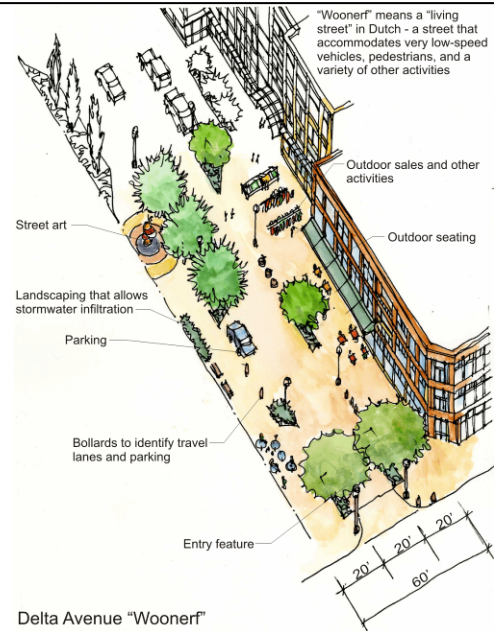 "Woonerf" means a "living
street" in Dutch - a street that
accommodates very low-speed
vehicles, pedestrians, and a
variety of other activities
Outdoor sales and other
activities
Street art
Outdoor seating
Landscaping that allows
stormwater infiltration
Parking
Bollards to identify travel
lanes and parking
Entry feature
20' 20' 20'
60'
Delta Avenue "Woonerf"